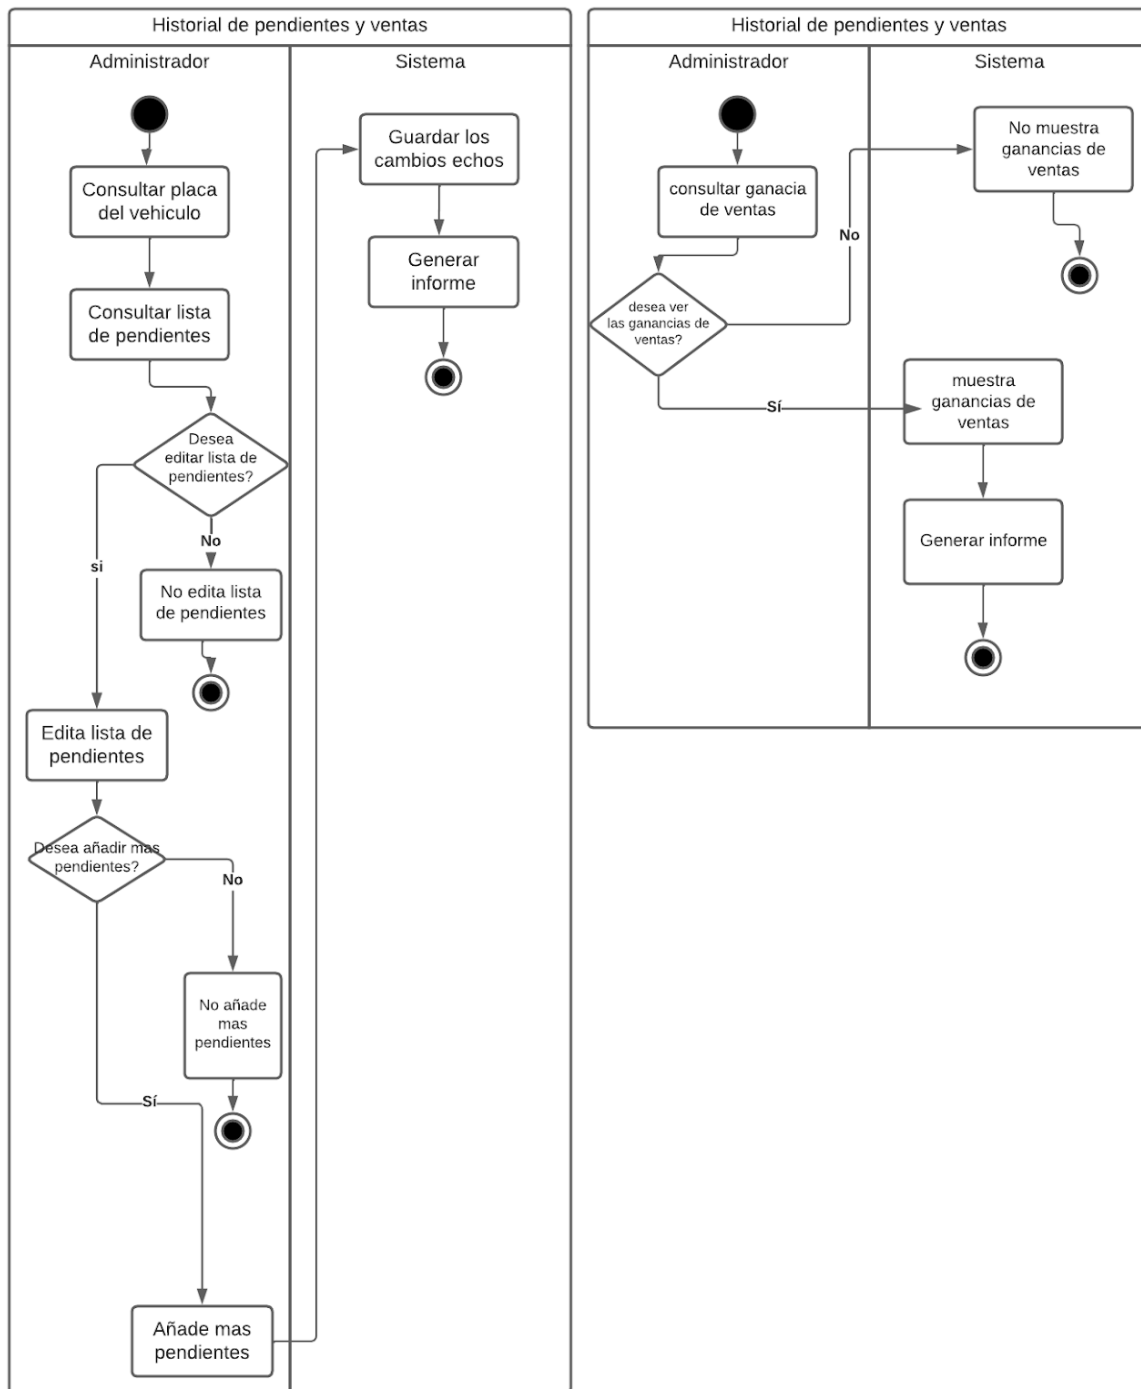 Historial de pendientes y ventas
Administrador
Sistema
Consultar placa
del vehiculo
Consultar lista
de pendientes
Desea
editar lista de
pendientes?
No
si
No edita lista
de pendientes
Edita lista de
pendientes
Desea añadir mas
pendientes?
No
No añade
mas
pendientes
Sí
Añade mas
pendientes
Guardar los
cambios echos
Generar
informe
Historial de pendientes y ventas
Administrador
Sistema
consultar ganacia
de ventas
desea ver
las ganancias de
ventas?
No
No muestra
ganancias de
ventas
Sí
muestra
ganancias de
ventas
Generar informe